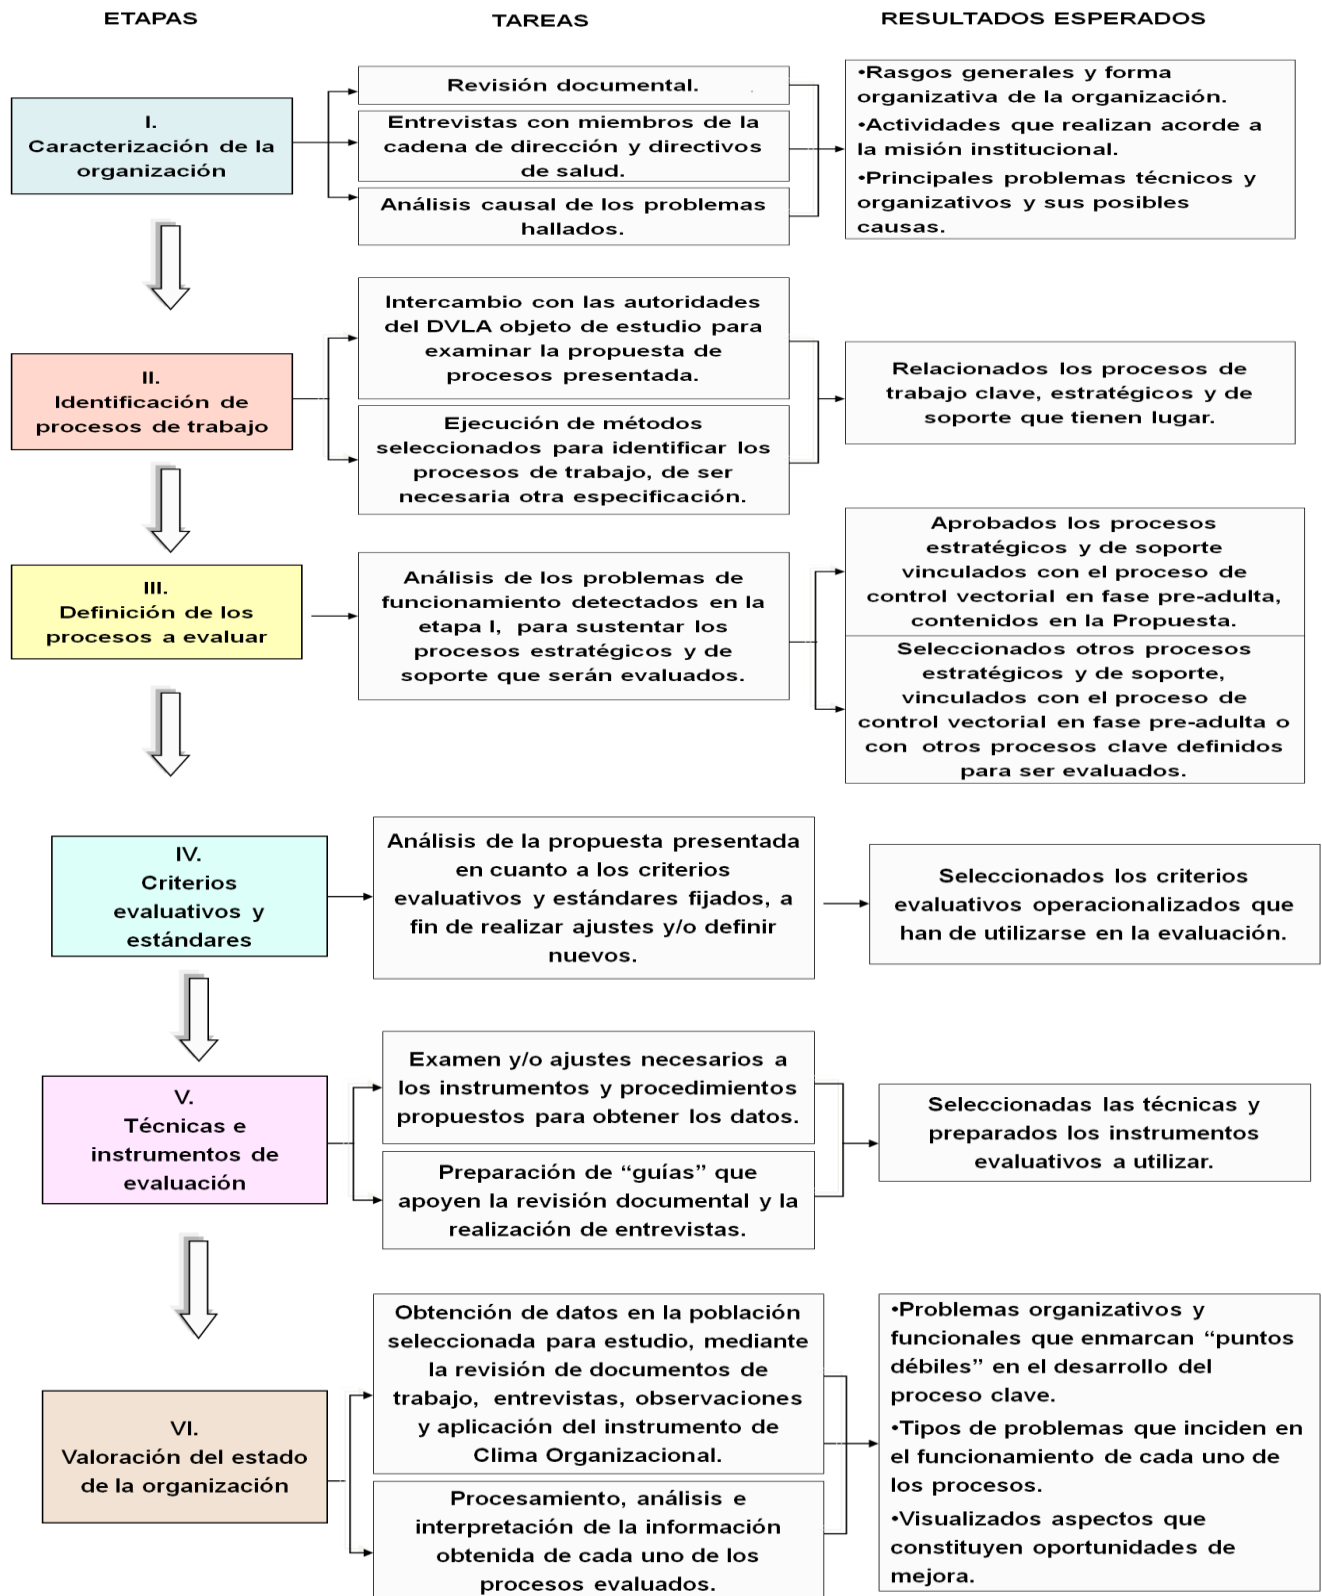 ETAPAS
TAREAS
RESULTADOS ESPERADOS
I.
Caracterización de la
organización
Revisión documental.
Entrevistas con miembros de la
cadena de dirección y directivos
de salud.
Análisis causal de los problemas
hallados.
•Rasgos generales y forma
organizativa de la organización.
•Actividades que realizan acorde a
la misión institucional.
•Principales problemas técnicos y
organizativos y sus posibles
causas.
II.
Identificación de
procesos de trabajo
Intercambio con las autoridades
del DVLA objeto de estudio para
examinar la propuesta de
procesos presentada.
Ejecución de métodos
seleccionados para identificar los
procesos de trabajo, de ser
necesaria otra especificación.
Relacionados los procesos de
trabajo clave, estratégicos y de
soporte que tienen lugar.
III.
Definición de los
procesos a evaluar
Análisis de los problemas de
funcionamiento detectados en la
etapa I, para sustentar los
procesos estratégicos y de
soporte que serán evaluados.
Aprobados los procesos
estratégicos y de soporte
vinculados con el proceso de
control vectorial en fase pre-adulta,
contenidos en la Propuesta.
Seleccionados otros procesos
estratégicos y de soporte,
vinculados con el proceso de
control vectorial en fase pre-adulta o
con otros procesos clave definidos
para ser evaluados.
IV.
Criterios
evaluativos y
estándares
Análisis de la propuesta presentada
en cuanto a los criterios
evaluativos y estándares fijados, a
fin de realizar ajustes y/o definir
nuevos.
Seleccionados los criterios
evaluativos operacionalizados que
han de utilizarse en la evaluación.
V.
Técnicas e
instrumentos de
evaluación
Examen y/o ajustes necesarios a
los instrumentos y procedimientos
propuestos para obtener los datos.
Preparación de “guías” que
apoyen la revisión documental y la
realización de entrevistas.
Seleccionadas las técnicas y
preparados los instrumentos
evaluativos a utilizar.
VI.
Valoración del estado
de la organización
Obtención de datos en la población
seleccionada para estudio, mediante
la revisión de documentos de
trabajo, entrevistas, observaciones
y aplicación del instrumento de
Clima Organizacional.
Procesamiento, análisis e
interpretación de la información
obtenida de cada uno de los
procesos evaluados.
•Problemas organizativos y
funcionales que enmarcan “puntos
débiles” en el desarrollo del
proceso clave.
•Tipos de problemas que inciden en
el funcionamiento de cada uno de
los procesos.
•Visualizados aspectos que
constituyen oportunidades de
mejora.